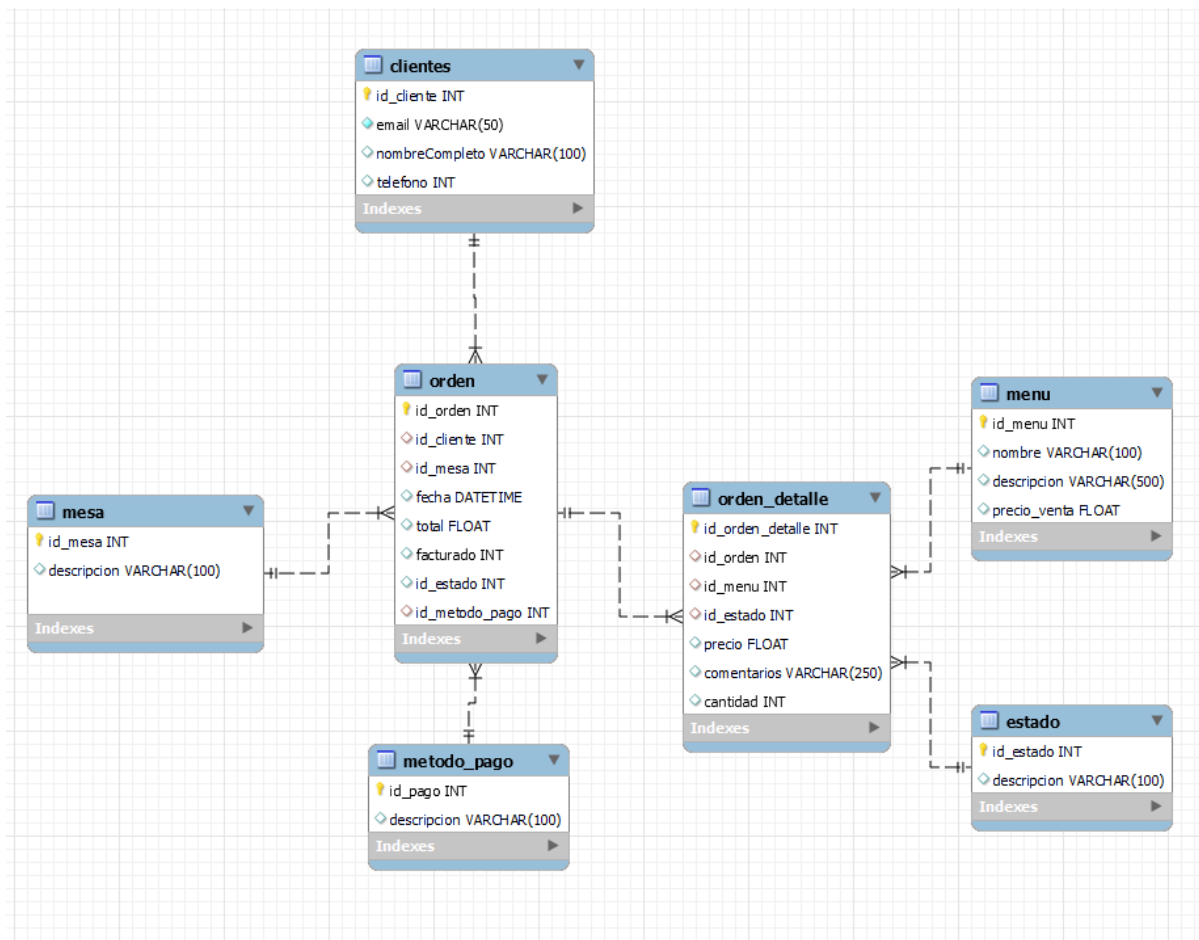 clientes
id_cliente INT
email VARCHAR(50)
nombreCompleto VARCHAR(100)
telefono INT
Indexes
orden
id_orden INT
id_cliente INT
id_mesa INT
fecha DATETIME
total FLOAT
facturado INT
id_estado INT
id_metodo_pago INT
Indexes
mesa
id_mesa INT
descripcion VARCHAR(100)
Indexes
metodo_pago
id_pago INT
descripcion VARCHAR(100)
Indexes
orden_detalle
id_orden_detalle INT
id_orden INT
id_menu INT
id_estado INT
precio FLOAT
comentarios VARCHAR(250)
cantidad INT
Indexes
menu
id_menu INT
nombre VARCHAR(100)
descripcion VARCHAR(500)
precio_venta FLOAT
Indexes
estado
id_estado INT
descripcion VARCHAR(100)
Indexes